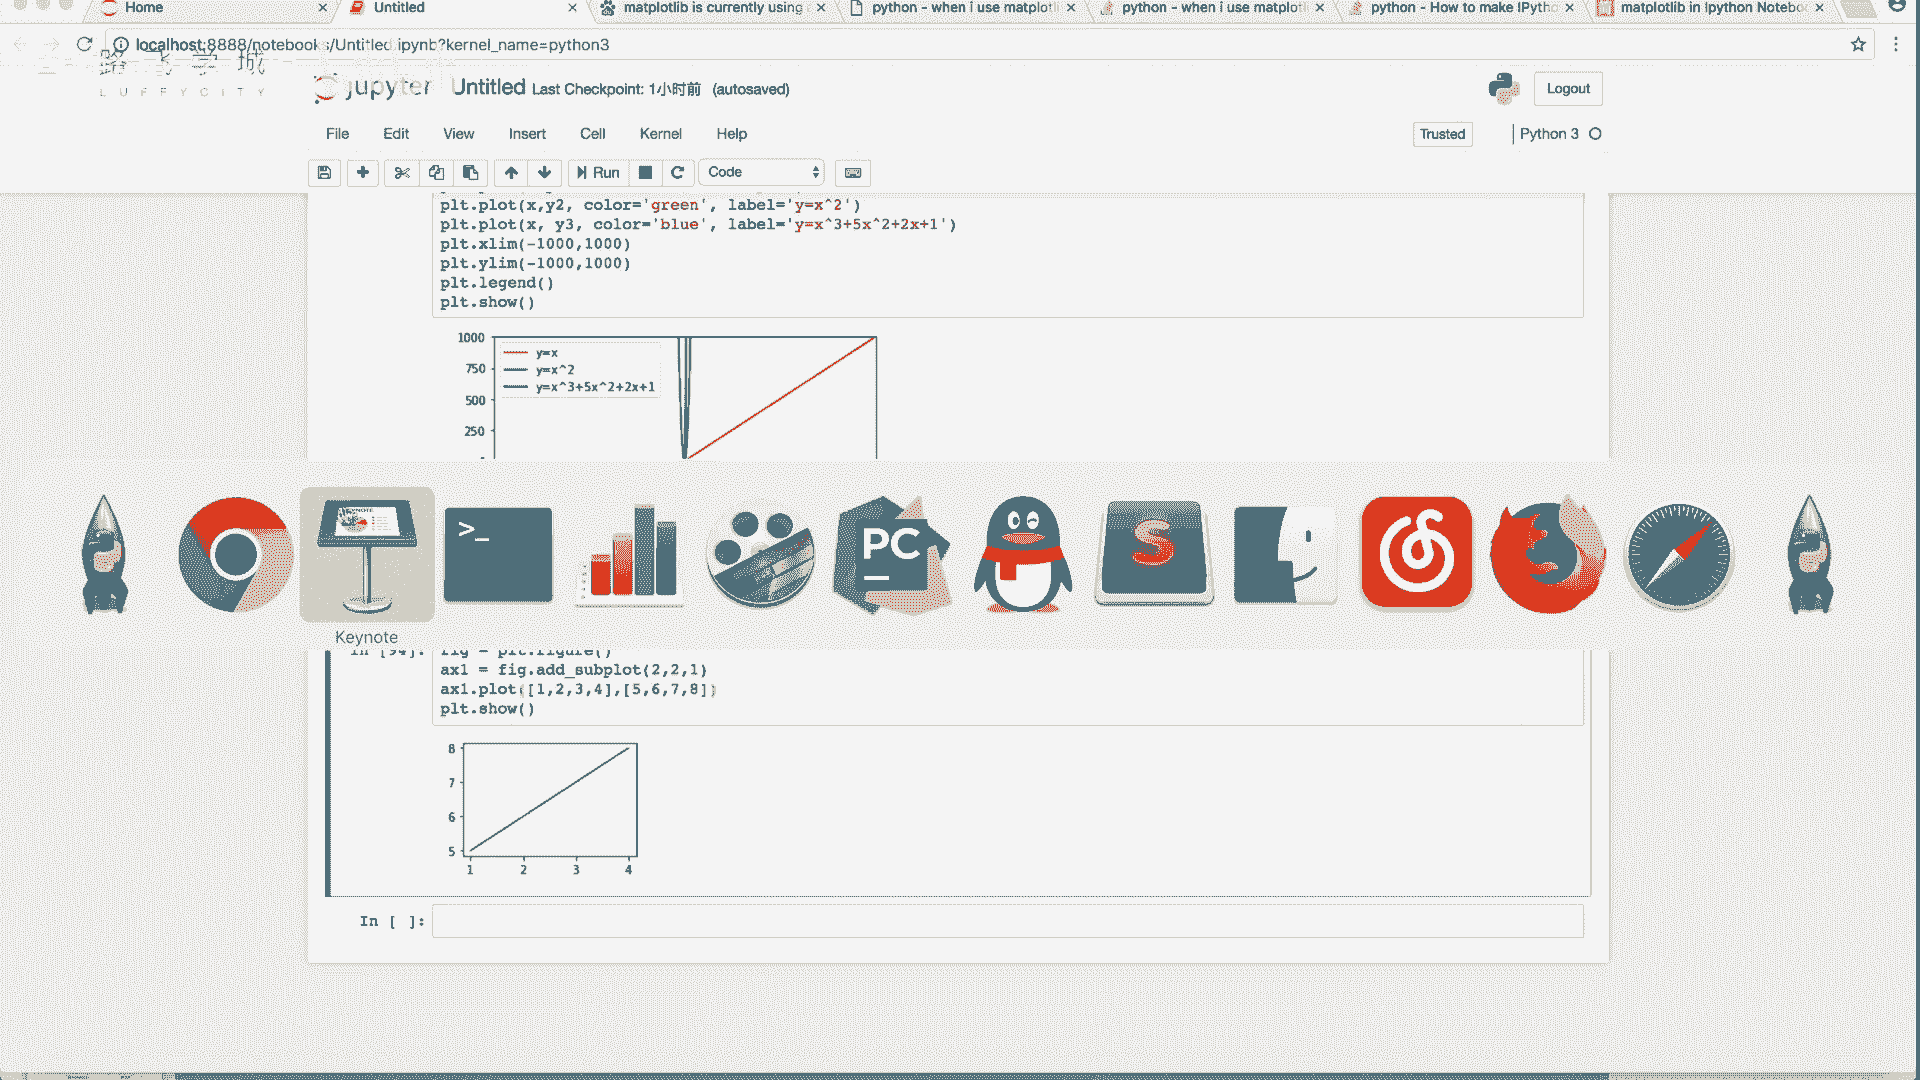 Home
Untitled
matplotlib is currently using
python - when i use matplotl
python - when i use matplotl
python - How to make IPytho
matplotlib in Ipython Notebo
localhost:8888/notebooks/Untitled.ipynb?kernel_name=python3
路飞学城
LUFFYCITY
jupyter Untitled Last Checkpoint: 1小时前 (autosaved)
Logout
File Edit View Insert Cell Kernel Help
Trusted
Python 3
Run
Code
plt.plot(x,y2, color='green', label='y=x^2')
plt.plot(x, y3, color='blue', label='y=x^3+5x^2+2x+1')
plt.xlim(-1000,1000)
plt.ylim(-1000,1000)
plt.legend()
plt.show()
1000
750
500
250
y=x
y=x^2
y=x^3+5x^2+2x+1
>_
PC
S
Keynote
In [94]: fig = plt.figure()
ax1 = fig.add_subplot(2,2,1)
ax1.plot([1,2,3,4],[5,6,7,8])
plt.show()
8
7
6
5
1 2 3 4
In [ ]: